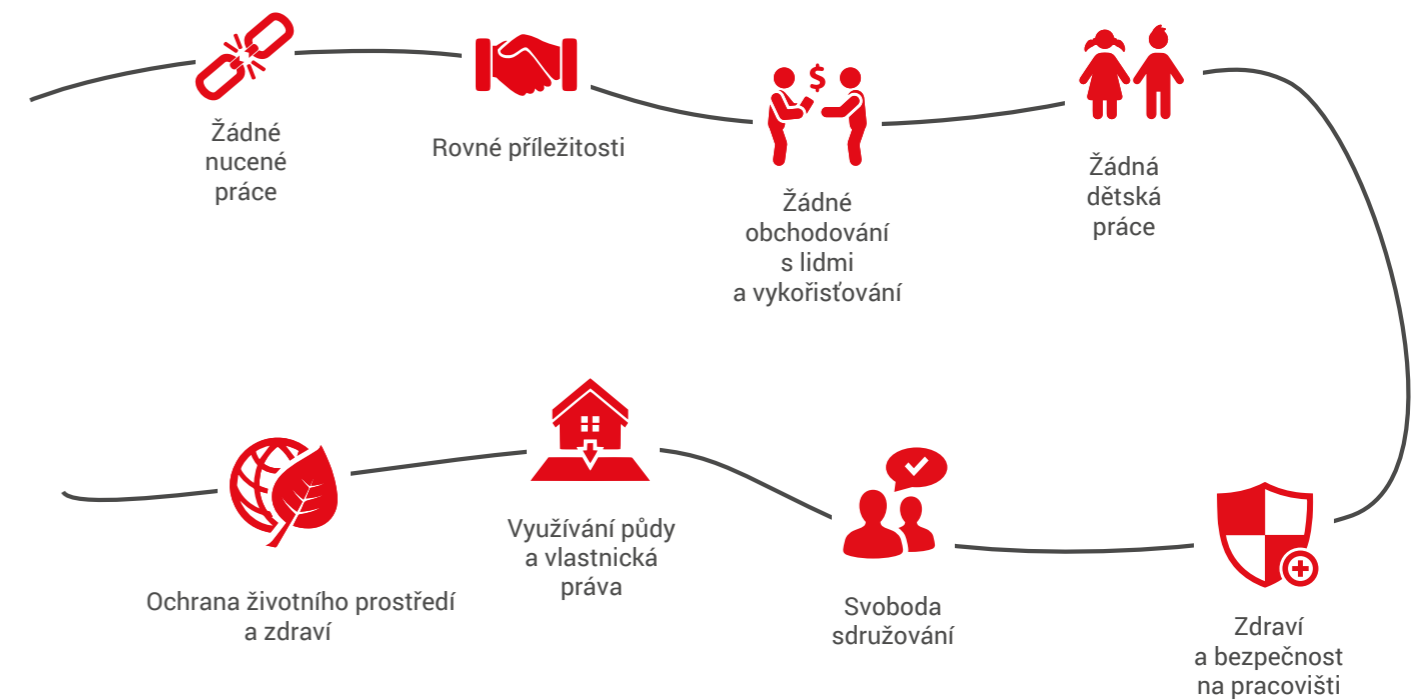 Žádné
nucené
práce
Rovné příležitosti
$
Žádné
obchodování
s lidmi
a vykořisťování
Žádná
dětská
práce
Ochrana životního prostředí
a zdraví
Využívání půdy
a vlastnická
práva
Svoboda
sdružování
Zdraví
a bezpečnost
na pracovišti